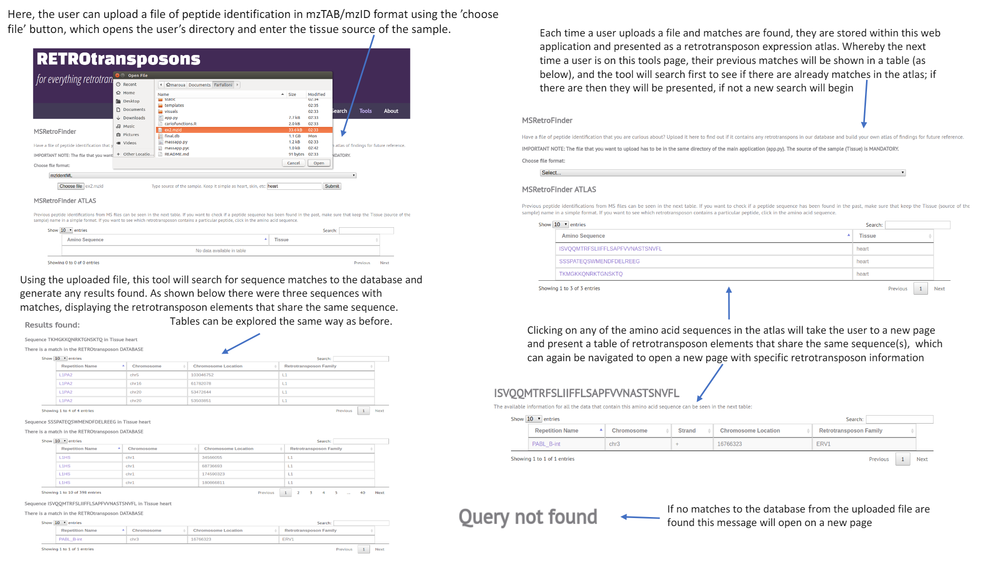 Here, the user can upload a file of peptide identification in mzTAB/mzID format using the ’choose
file’ button, which opens the user’s directory and enter the tissue source of the sample.
RETROtransposons
for everything retrotran
Search Tools About
Open File
Recent
Home
Desktop
Documents
Downloads
Music
Pictures
Videos
+ Other Locatio...
maroua Documents Farfalloni
Name Size Modified
static 02:34
templates 02:35
visuals 02:33
app.py 7.7 kB 02:33
cariofunctions.R 2.0 kB 02:33
ex2.mzid 33.6 kB 02:33
final.db 1.1 GB Mon
massapp.py 1.2 kB 02:33
massapp.pyc 1.0 kB 02:42
README.md 91 bytes 02:33
Cancel Open
MSRetroFinder
Have a file of peptide identification that y n atlas of findings for future reference.
IMPORTANT NOTE: The file that you want NDATORY.
Choose file format:
mzIdentML
Choose file ex2.mzid Type source of the sample. Keep it simple as heart, skin, etc: heart Submit
MSRetroFinder ATLAS
Previous peptide identifications from MS files can be seen in the next table. If you want to check if a peptide sequence has been found in the past, make sure that keep the Tissue (source of the
sample) name in a simple format. If you want to see which retrotransposon contains a particular peptide, click in the amino acid sequence.
Show 10 entries Search:
Amino Sequence Tissue
No data available in table
Showing 0 to 0 of 0 entries Previous Next
Using the uploaded file, this tool will search for sequence matches to the database and
generate any results found. As shown below there were three sequences with
matches, displaying the retrotransposon elements that share the same sequence.
Tables can be explored the same way as before.
Results found:
Sequence TKMGKKQNRKTGNSKTQ in Tissue heart
There is a match in the RETROtransposon DATABASE
Show 10 entries Search:
Repetition Name Chromosome Chromosome Location Retrotransposon Family
L1PA2 chr5 103046752 L1
L1PA2 chr16 61782078 L1
L1PA2 chr20 53472644 L1
L1PA2 chr20 53503851 L1
Showing 1 to 4 of 4 entries Previous 1 Next
Sequence SSSPATEQSWMENDFDELREEG in Tissue heart
There is a match in the RETROtransposon DATABASE
Show 10 entries Search:
Repetition Name Chromosome Chromosome Location Retrotransposon Family
L1HS chr1 34566055 L1
L1HS chr1 68736693 L1
L1HS chr1 174590323 L1
L1HS chr1 180866811 L1
Showing 1 to 10 of 398 entries Previous 1 2 3 4 5 ... 40 Next
Sequence ISVQQMTRFSLIIFFLSAPFVVNASTSNVFL in Tissue heart
There is a match in the RETROtransposon DATABASE
Show 10 entries Search:
Repetition Name Chromosome Chromosome Location Retrotransposon Family
PABL_B-int chr3 16766323 ERV1
Showing 1 to 1 of 1 entries Previous 1 Next
Each time a user uploads a file and matches are found, they are stored within this web
application and presented as a retrotransposon expression atlas. Whereby the next
time a user is on this tools page, their previous matches will be shown in a table (as
below), and the tool will search first to see if there are already matches in the atlas; if
there are then they will be presented, if not a new search will begin
MSRetroFinder
Have a file of peptide identification that you are curious about? Upload it here to find out if it contains any retrotranspons in our database and build your own atlas of findings for future reference.
IMPORTANT NOTE: The file that you want to upload has to be in the same directory of the main application (app.py). The source of the sample (Tissue) is MANDATORY.
Choose file format:
Select...
MSRetroFinder ATLAS
Previous peptide identifications from MS files can be seen in the next table. If you want to check if a peptide sequence has been found in the past, make sure that keep the Tissue (source of the
sample) name in a simple format. If you want to see which retrotransposon contains a particular peptide, click in the amino acid sequence.
Show 10 entries Search:
Amino Sequence Tissue
ISVQQMTRFSLIIFFLSAPFVVNASTSNVFL heart
SSSPATEQSWMENDFDELREEG heart
TKMGKKQNRKTGNSKTQ heart
Showing 1 to 3 of 3 entries Previous 1 Next
Clicking on any of the amino acid sequences in the atlas will take the user to a new page
and present a table of retrotransposon elements that share the same sequence(s), which
can again be navigated to open a new page with specific retrotransposon information
ISVQQMTRFSLIIFFLSAPFVVNASTSNVFL
The available information for all the data that contain this amino acid sequence can be seen in the next table:
Show 10 entries Search:
Repetition Name Chromosome Strand Chromosome Location Retrotransposon Family
PABL_B-int chr3 + 16766323 ERV1
Showing 1 to 1 of 1 entries Previous 1 Next
Query not found
If no matches to the database from the uploaded file are
found this message will open on a new page